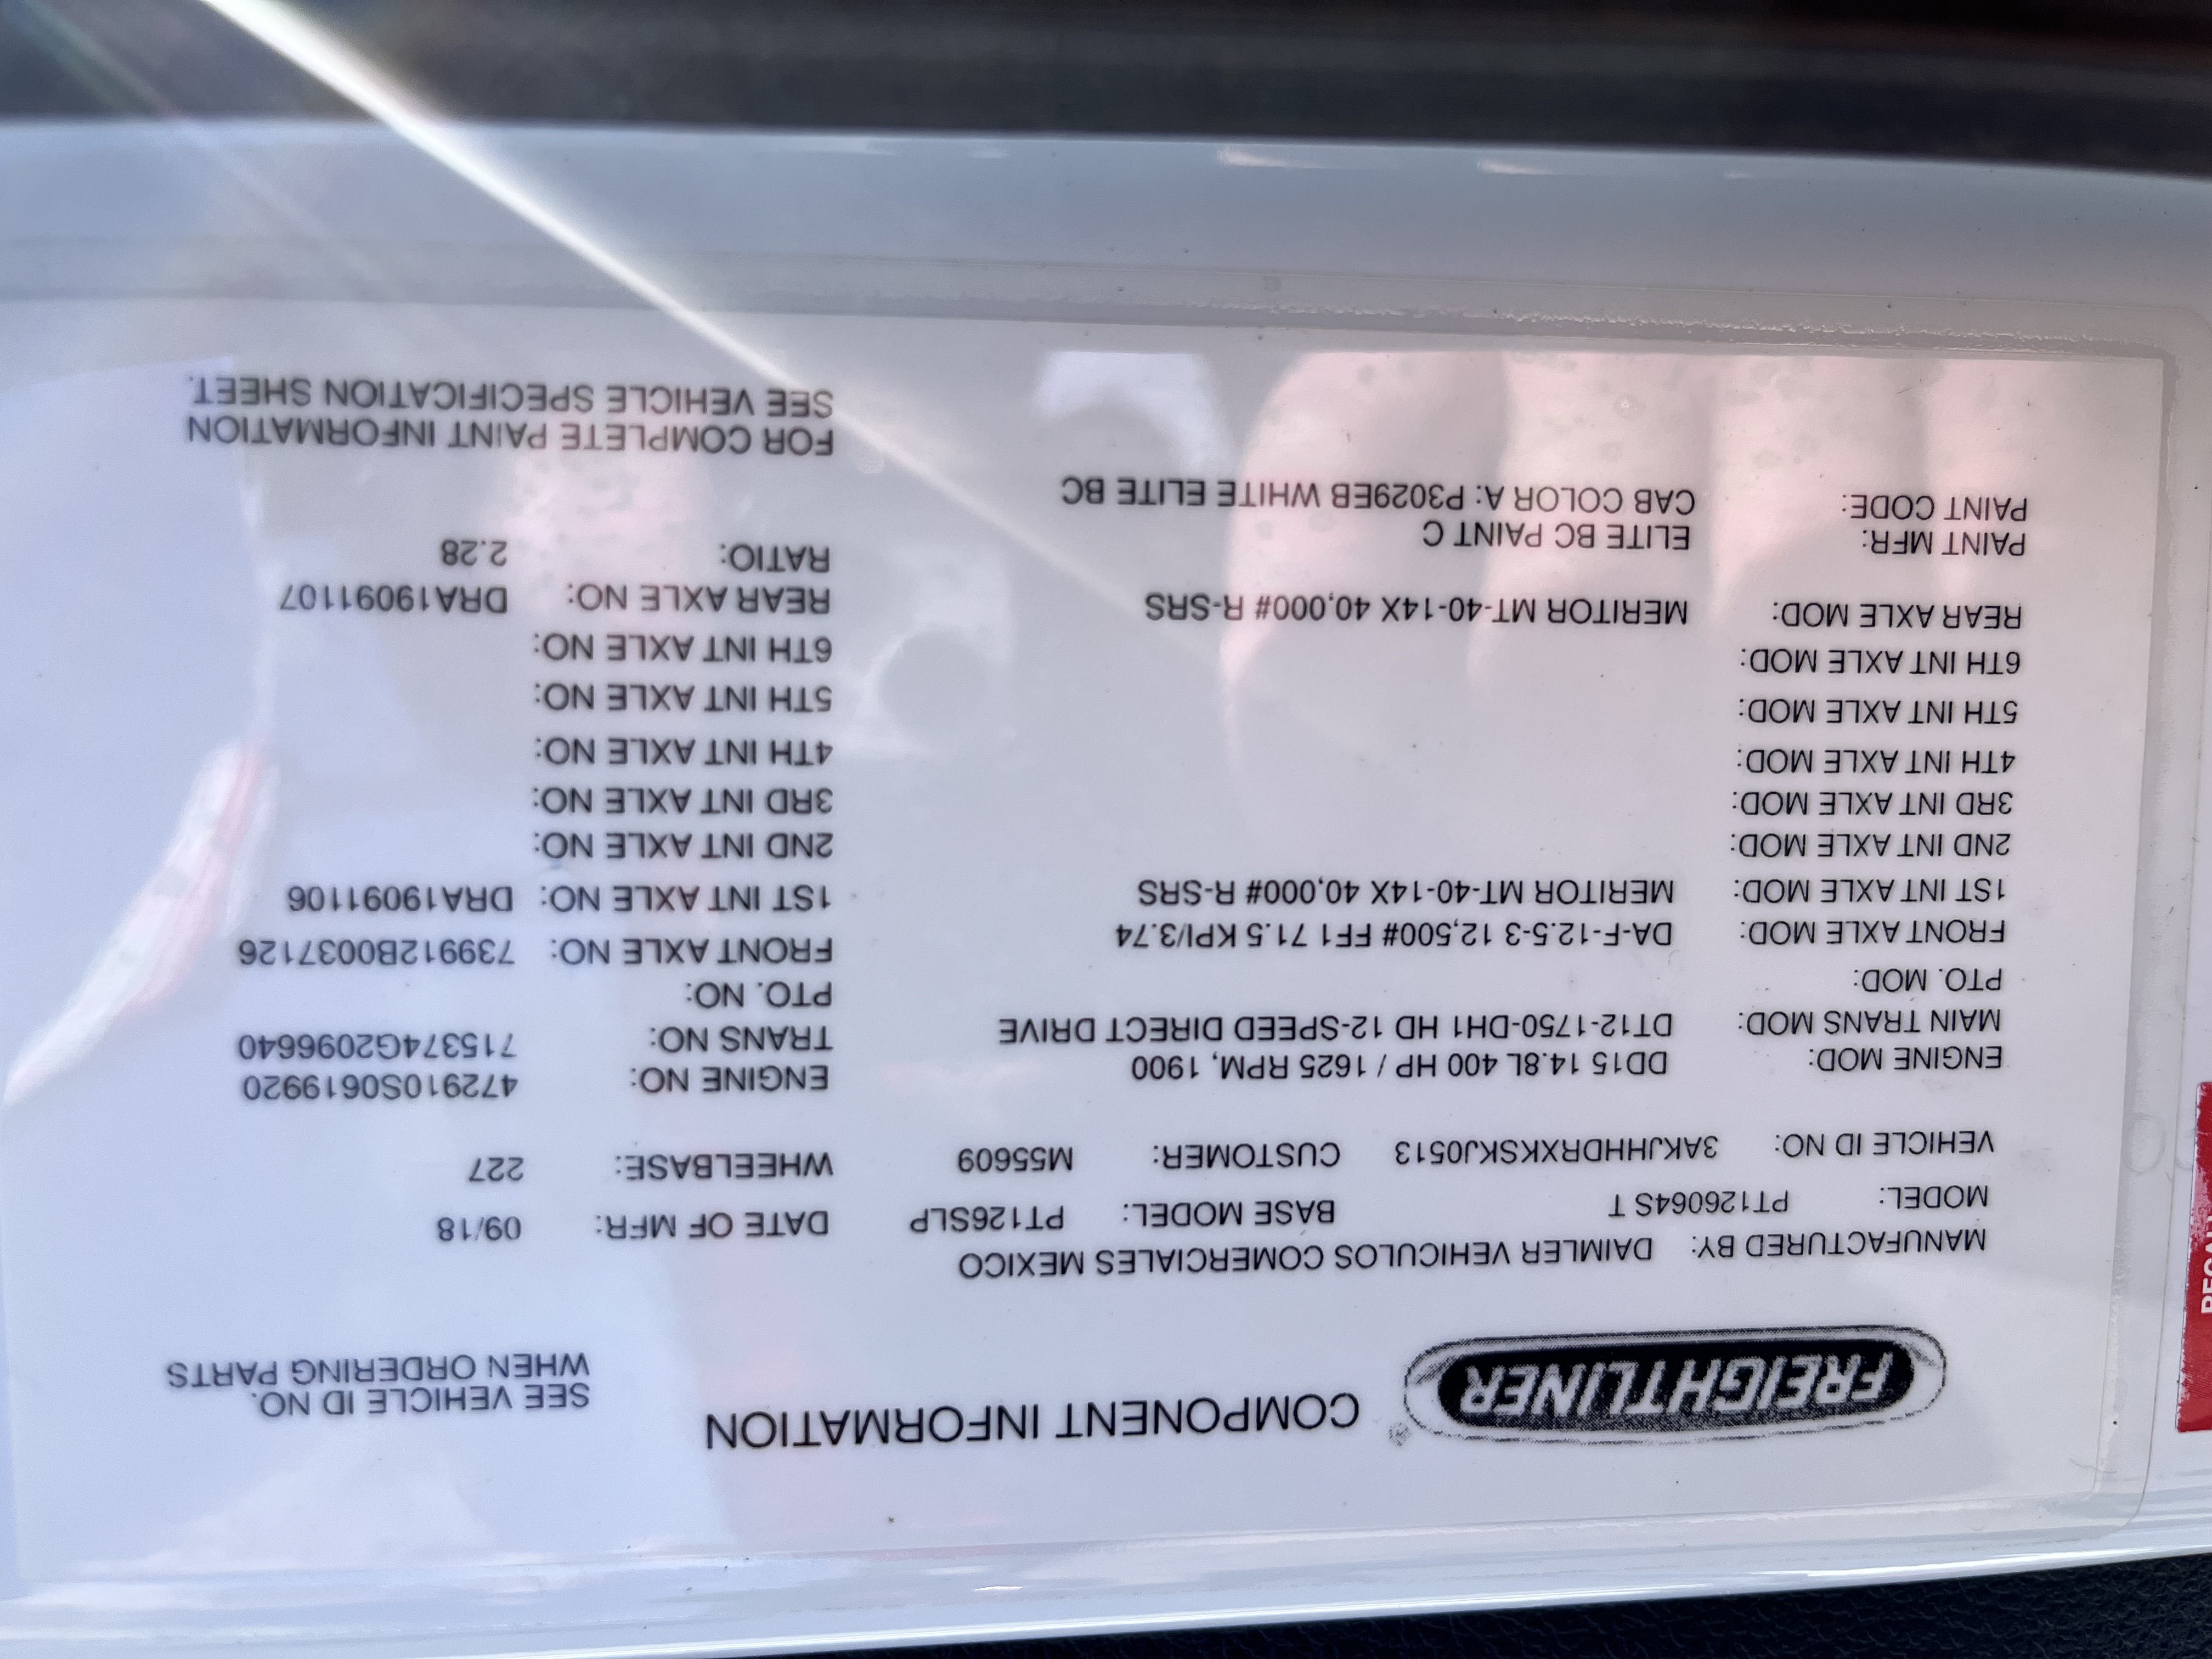 FREIGHTLINER®
COMPONENT INFORMATION
SEE VEHICLE ID NO.
WHEN ORDERING PARTS
MANUFACTURED BY: DAIMLER VEHICULOS COMERCIALES MEXICO
MODEL: PT126064S T BASE MODEL: PT126SLP DATE OF MFR: 09/18
VEHICLE ID NO: 3AKJHHDRXKSKJ0513 CUSTOMER: M55609 WHEELBASE: 227
ENGINE MOD: DD15 14.8L 400 HP / 1625 RPM, 1900 ENGINE NO: 472910S0619920
MAIN TRANS MOD: DT12-1750-DH1 HD 12-SPEED DIRECT DRIVE TRANS NO: 715374G2096640
PTO. MOD: PTO. NO:
FRONT AXLE MOD: DA-F-12.5-3 12,500# FF1 71.5 KPI/3.74 FRONT AXLE NO: 739912B0037126
1ST INT AXLE MOD: MERITOR MT-40-14X 40,000# R-SRS 1ST INT AXLE NO: DRA19091106
2ND INT AXLE MOD: 2ND INT AXLE NO:
3RD INT AXLE MOD: 3RD INT AXLE NO:
4TH INT AXLE MOD: 4TH INT AXLE NO:
5TH INT AXLE MOD: 5TH INT AXLE NO:
6TH INT AXLE MOD: 6TH INT AXLE NO:
REAR AXLE MOD: MERITOR MT-40-14X 40,000# R-SRS REAR AXLE NO: DRA19091107
RATIO: 2.28
PAINT MFR: ELITE BC PAINT C
PAINT CODE: CAB COLOR A: P3029EB WHITE ELITE BC
FOR COMPLETE PAINT INFORMATION
SEE VEHICLE SPECIFICATION SHEET.